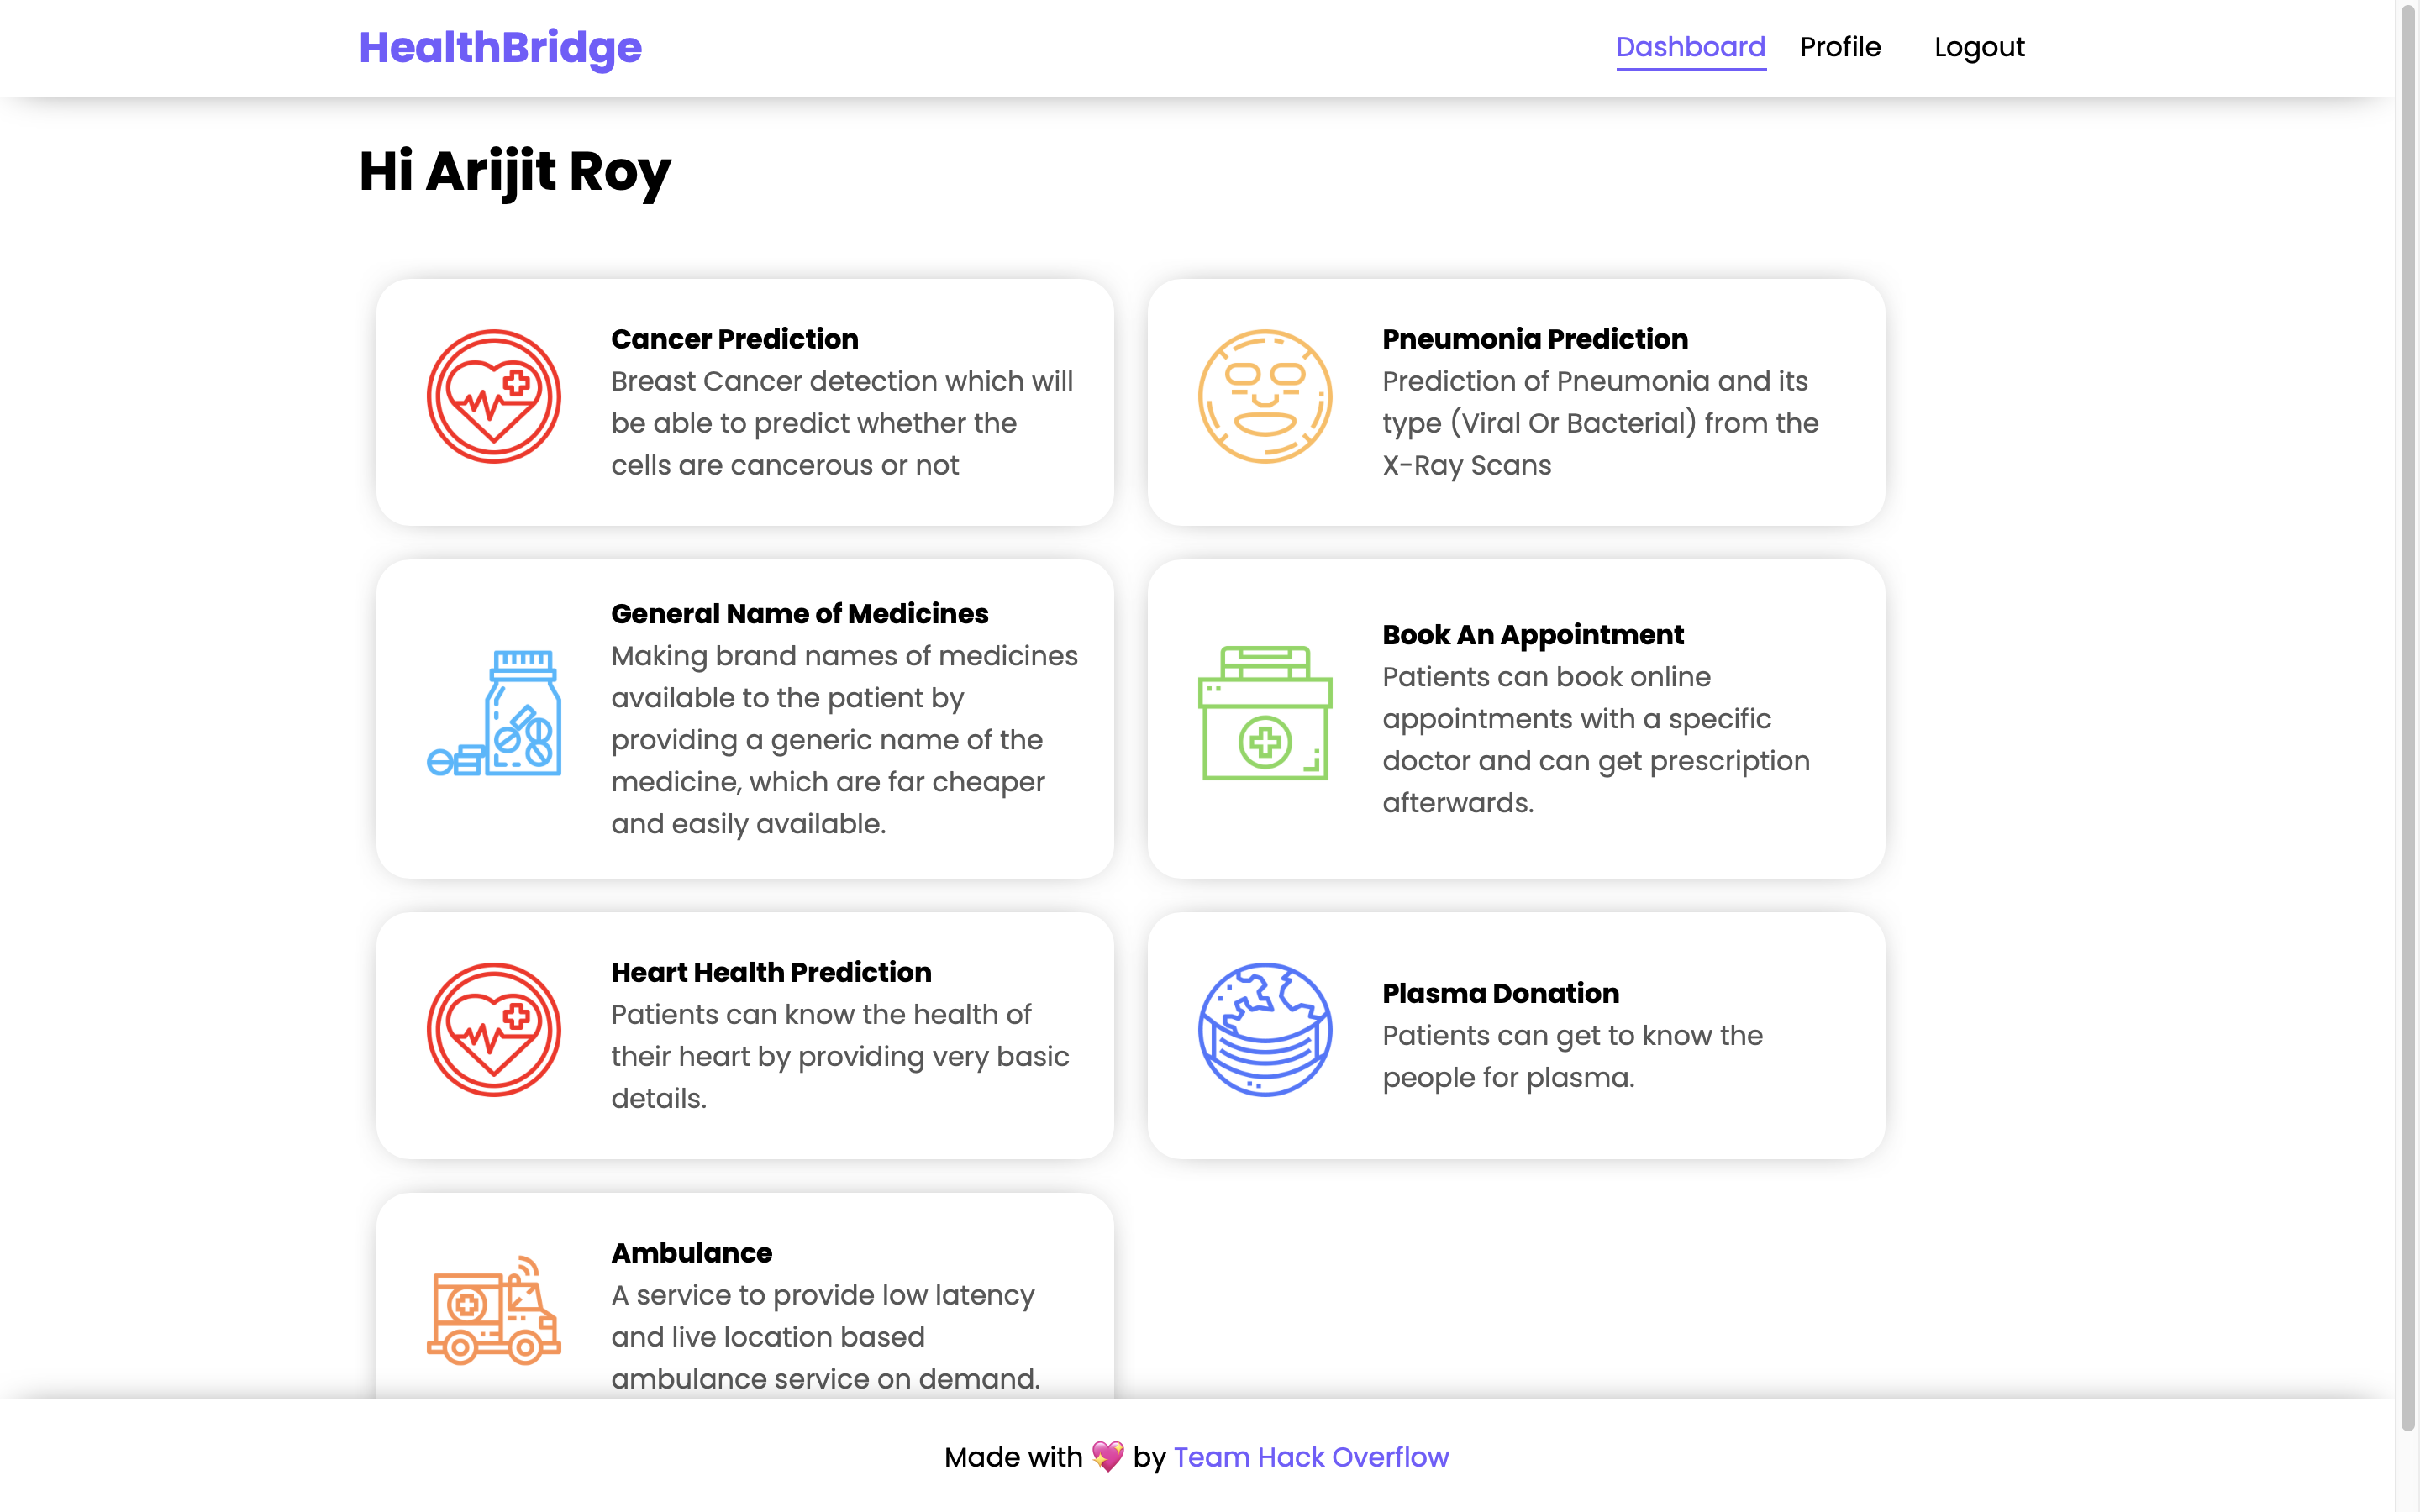 HealthBridge
Dashboard Profile Logout
Hi Arijit Roy
Cancer Prediction
Breast Cancer detection which will
be able to predict whether the
cells are cancerous or not
Pneumonia Prediction
Prediction of Pneumonia and its
type (Viral Or Bacterial) from the
X-Ray Scans
General Name of Medicines
Making brand names of medicines
available to the patient by
providing a generic name of the
medicine, which are far cheaper
and easily available.
Book An Appointment
Patients can book online
appointments with a specific
doctor and can get prescription
afterwards.
Heart Health Prediction
Patients can know the health of
their heart by providing very basic
details.
Plasma Donation
Patients can get to know the
people for plasma.
Ambulance
A service to provide low latency
and live location based
ambulance service on demand.
Made with 💖 by Team Hack Overflow